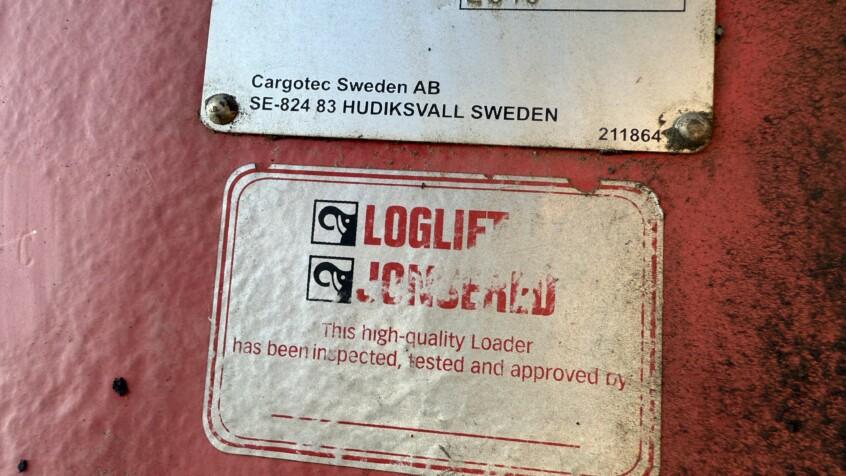 Cargotec Sweden AB
SE-824 83 HUDIKSVALL SWEDEN
211864
LOGLIFT
JONSERED
This high-quality Loader
has been inspected, tested and approved by